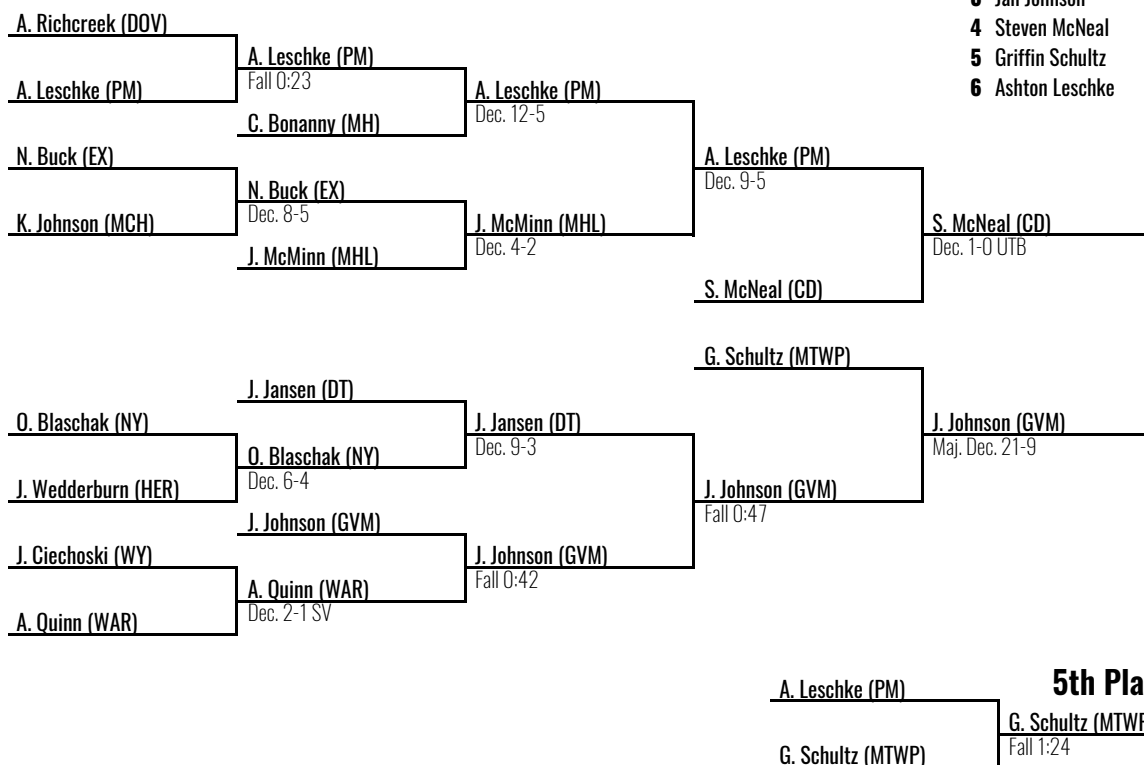 3 Jan Johnson
4 Steven McNeal
5 Griffin Schultz
6 Ashton Leschke
A. Richcreek (DOV)
A. Leschke (PM)
Fall 0:23
A. Leschke (PM)
A. Leschke (PM)
Dec. 12-5
C. Bonanny (MH)
N. Buck (EX)
A. Leschke (PM)
Dec. 9-5
N. Buck (EX)
Dec. 8-5
K. Johnson (MCH)
J. McMinn (MHL)
Dec. 4-2
S. McNeal (CD)
Dec. 1-0 UTB
J. McMinn (MHL)
S. McNeal (CD)
G. Schultz (MTWP)
J. Jansen (DT)
O. Blaschak (NY)
J. Jansen (DT)
Dec. 9-3
J. Johnson (GVM)
Maj. Dec. 21-9
O. Blaschak (NY)
Dec. 6-4
J. Wedderburn (HER)
J. Johnson (GVM)
Fall 0:47
J. Johnson (GVM)
J. Ciechoski (WY)
J. Johnson (GVM)
Fall 0:42
A. Quinn (WAR)
Dec. 2-1 SV
A. Quinn (WAR)
5th Pla
A. Leschke (PM)
G. Schultz (MTWP
Fall 1:24
G. Schultz (MTWP)